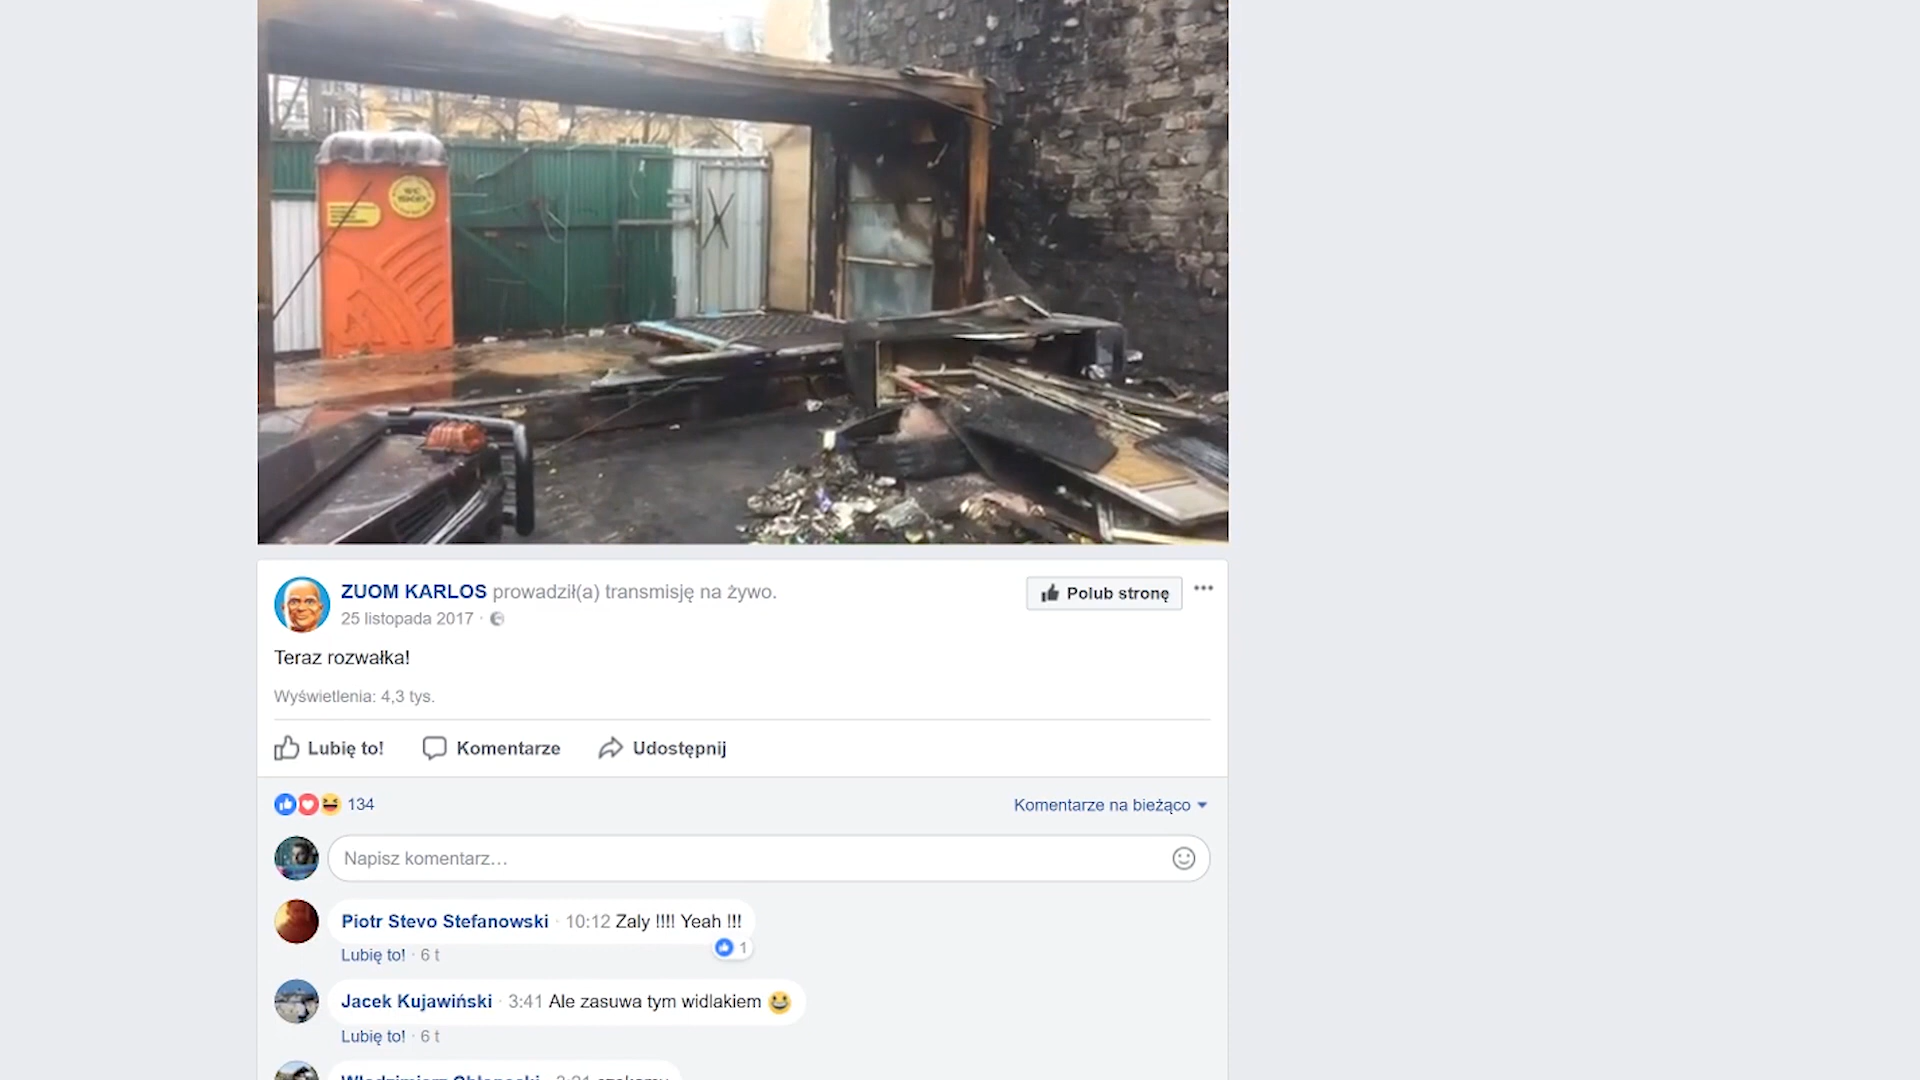 ZUOM KARLOS prowadził(a) transmisję na żywo.
Polub stronę
25 listopada 2017
Teraz rozwałka!
Wyświetlenia: 4,3 tys.
Lubię to!
Komentarze
Udostępnij
134
Komentarze na bieżąco
Napisz komentarz...
Piotr Stevo Stefanowski · 10:12 Zaly !!!! Yeah !!!
1
Lubię to! · 6 t
Jacek Kujawiński · 3:41 Ale zasuwa tym widlakiem
Lubię to! · 6 t